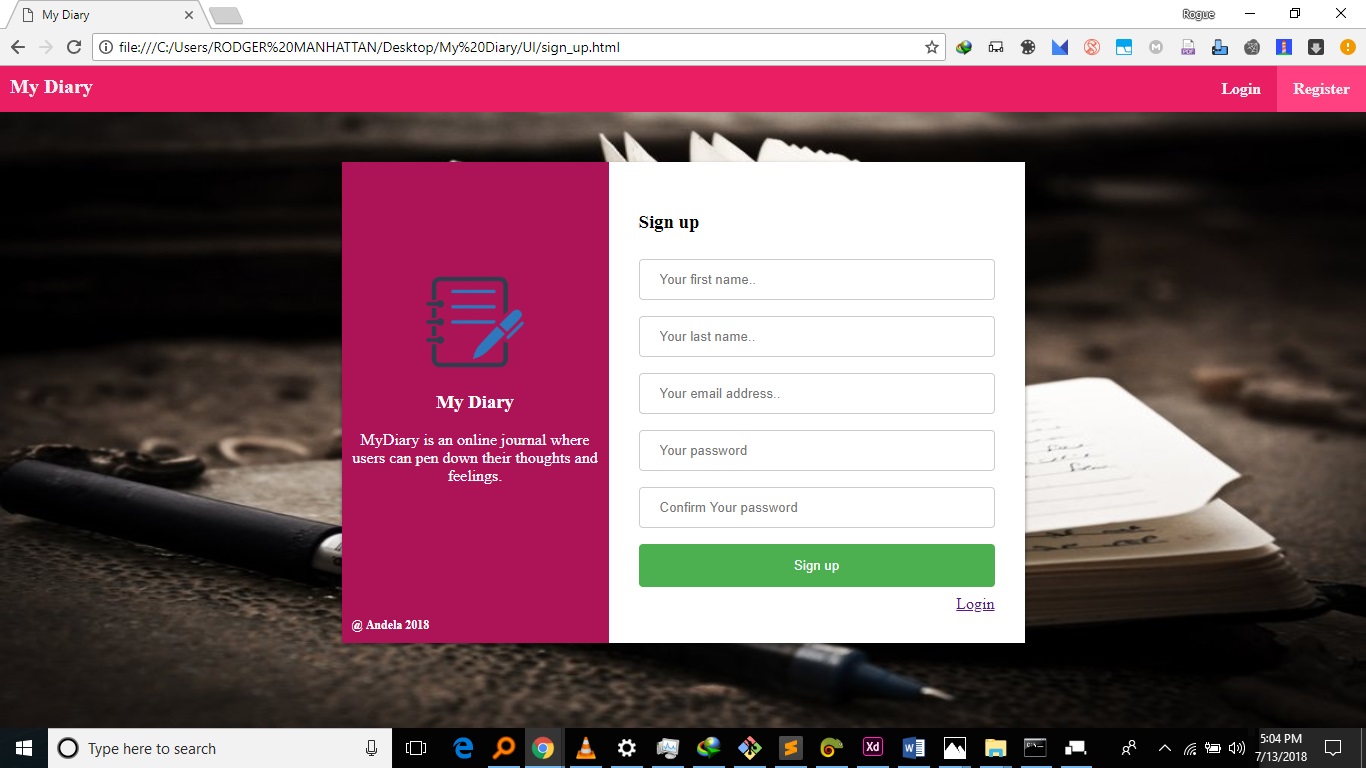 My Diary
Rogue
file:///C:/Users/RODGER%20MANHATTAN/Desktop/My%20Diary/UI/sign_up.html
My Diary
Login
Register
My Diary
MyDiary is an online journal where
users can pen down their thoughts and
feelings.
@ Andela 2018
Sign up
Your first name..
Your last name..
Your email address..
Your password
Confirm Your password
Sign up
Login
Type here to search
Xd
5:04 PM
7/13/2018